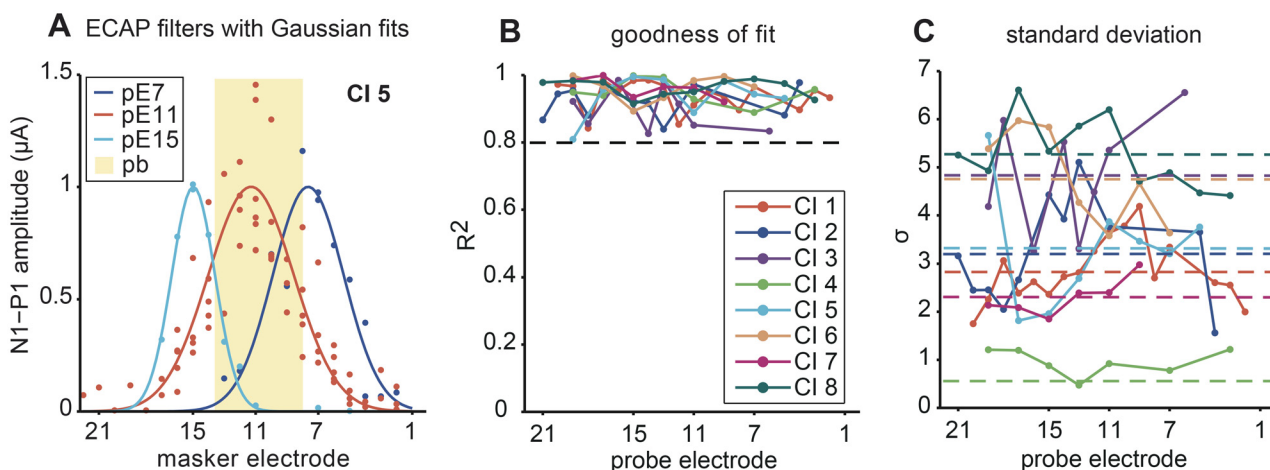 A ECAP filters with Gaussian fits
1.5
1
0.5
0
N1−P1 amplitude (µA)
pE7
pE11
pE15
pb
CI 5
21 15 11 7 1
masker electrode
B goodness of fit
1
0.8
0.6
0.4
0.2
0
R2
CI 1
CI 2
CI 3
CI 4
CI 5
CI 6
CI 7
CI 8
21 15 11 7 1
probe electrode
C standard deviation
7
6
5
4
3
2
1
0
σ
21 15 11 7 1
probe electrode